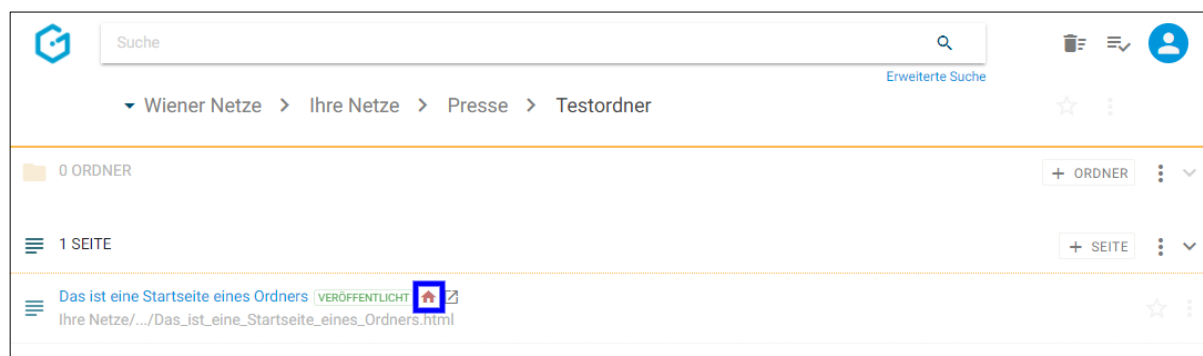 Suche
Erweiterte Suche
Wiener Netze > Ihre Netze > Presse > Testordner
0 ORDNER
+ ORDNER
1 SEITE
+ SEITE
Das ist eine Startseite eines Ordners VERÖFFENTLICHT
Ihre Netze/.../Das_ist_eine_Startseite_eines_Ordners.html